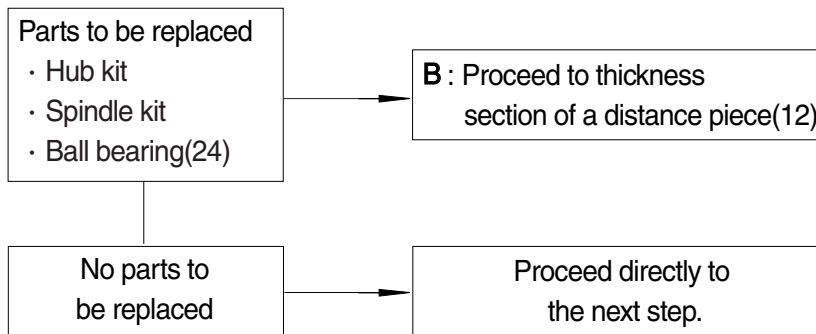 Parts to be replaced
· Hub kit
· Spindle kit
· Ball bearing(24)
B : Proceed to thickness
section of a distance piece(12)
No parts to
be replaced
Proceed directly to
the next step.